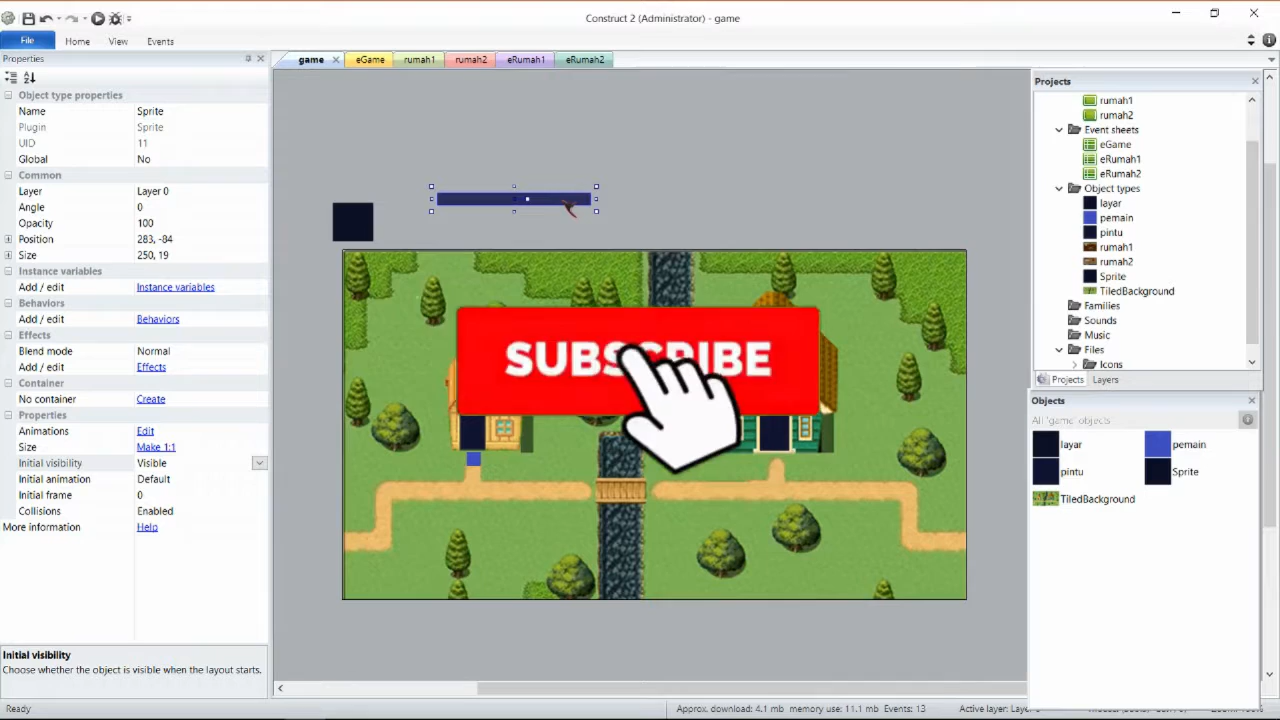 Construct 2 (Administrator) - game
File Home View Events
Properties
game eGame rumah1 rumah2 eRumah1 eRumah2
Object type properties
Name Sprite
Plugin Sprite
UID 11
Global No
Common
Layer Layer 0
Angle 0
Opacity 100
Position 283, -84
Size 250, 19
Instance variables
Add / edit Instance variables
Behaviors
Add / edit Behaviors
Effects
Blend mode Normal
Add / edit Effects
Container
No container Create
Properties
Animations Edit
Size Make 1:1
Initial visibility Visible
Initial animation Default
Initial frame 0
Collisions Enabled
More information Help
Initial visibility
Choose whether the object is visible when the layout starts.
SUBSCRIBE
Projects
rumah1
rumah2
Event sheets
eGame
eRumah1
eRumah2
Object types
layar
pemain
pintu
rumah1
rumah2
Sprite
TiledBackground
Families
Sounds
Music
Files
Icons
Projects Layers
Objects
All 'game' objects
layar pemain
pintu Sprite
TiledBackground
Ready Approx. download: 4.1 mb memory use: 11.1 mb Events: 13 Active layer: